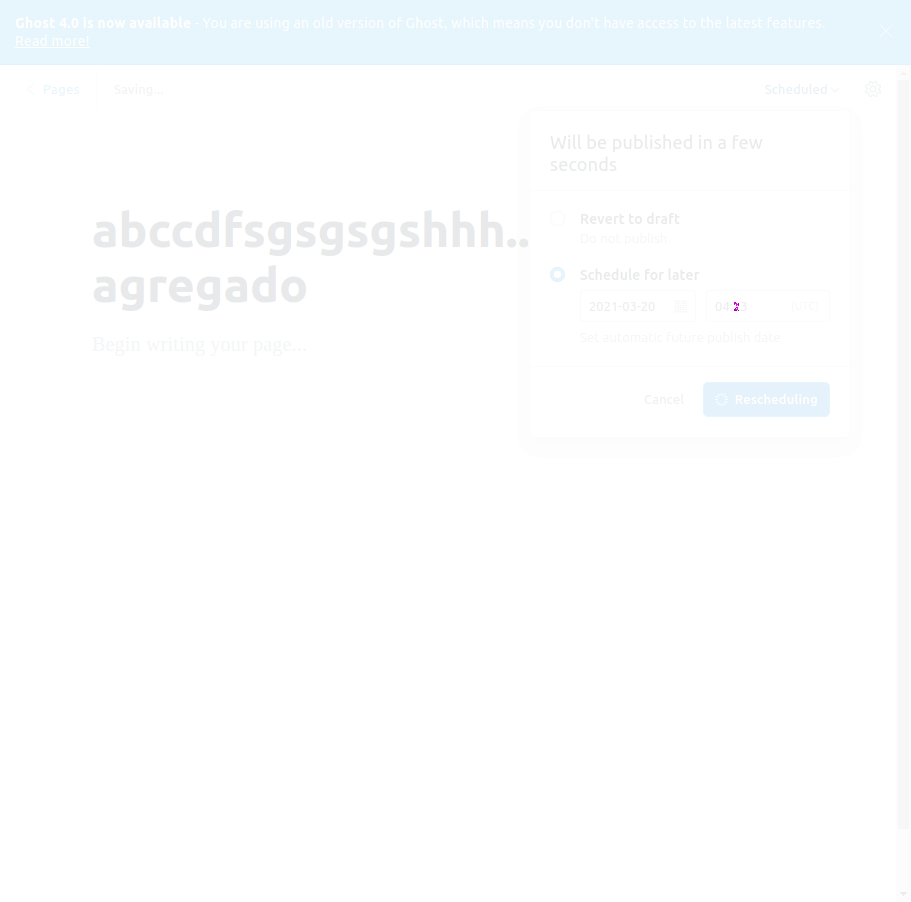 Ghost 4.0 is now available - You are using an old version of Ghost, which means you don't have access to the latest features.
Read more!
Pages
Saving...
Scheduled
Will be published in a few
seconds
abccdfsgsgsgshhh..
agregado
Revert to draft
Do not publish
Schedule for later
2021-03-20
(UTC)
Set automatic future publish date
Begin writing your page...
Cancel
Rescheduling